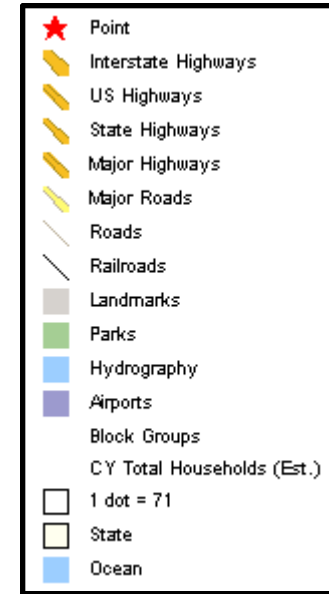 Point
Interstate Highways
US Highways
State Highways
Major Highways
Major Roads
Roads
Railroads
Landmarks
Parks
Hydrography
Airports
Block Groups
CY Total Households (Est.)
1 dot = 71
State
Ocean